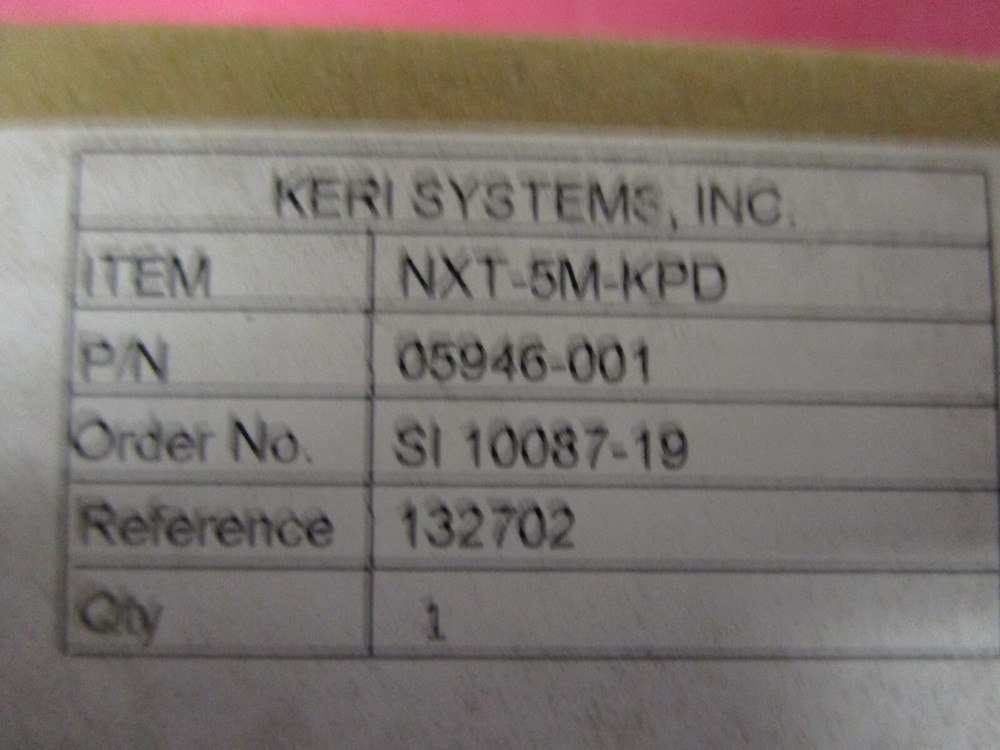 KERI SYSTEMS, INC.
ITEM NXT-5M-KPD
P/N 05946-001
Order No. SI 10087-19
Reference 132702
Qty 1